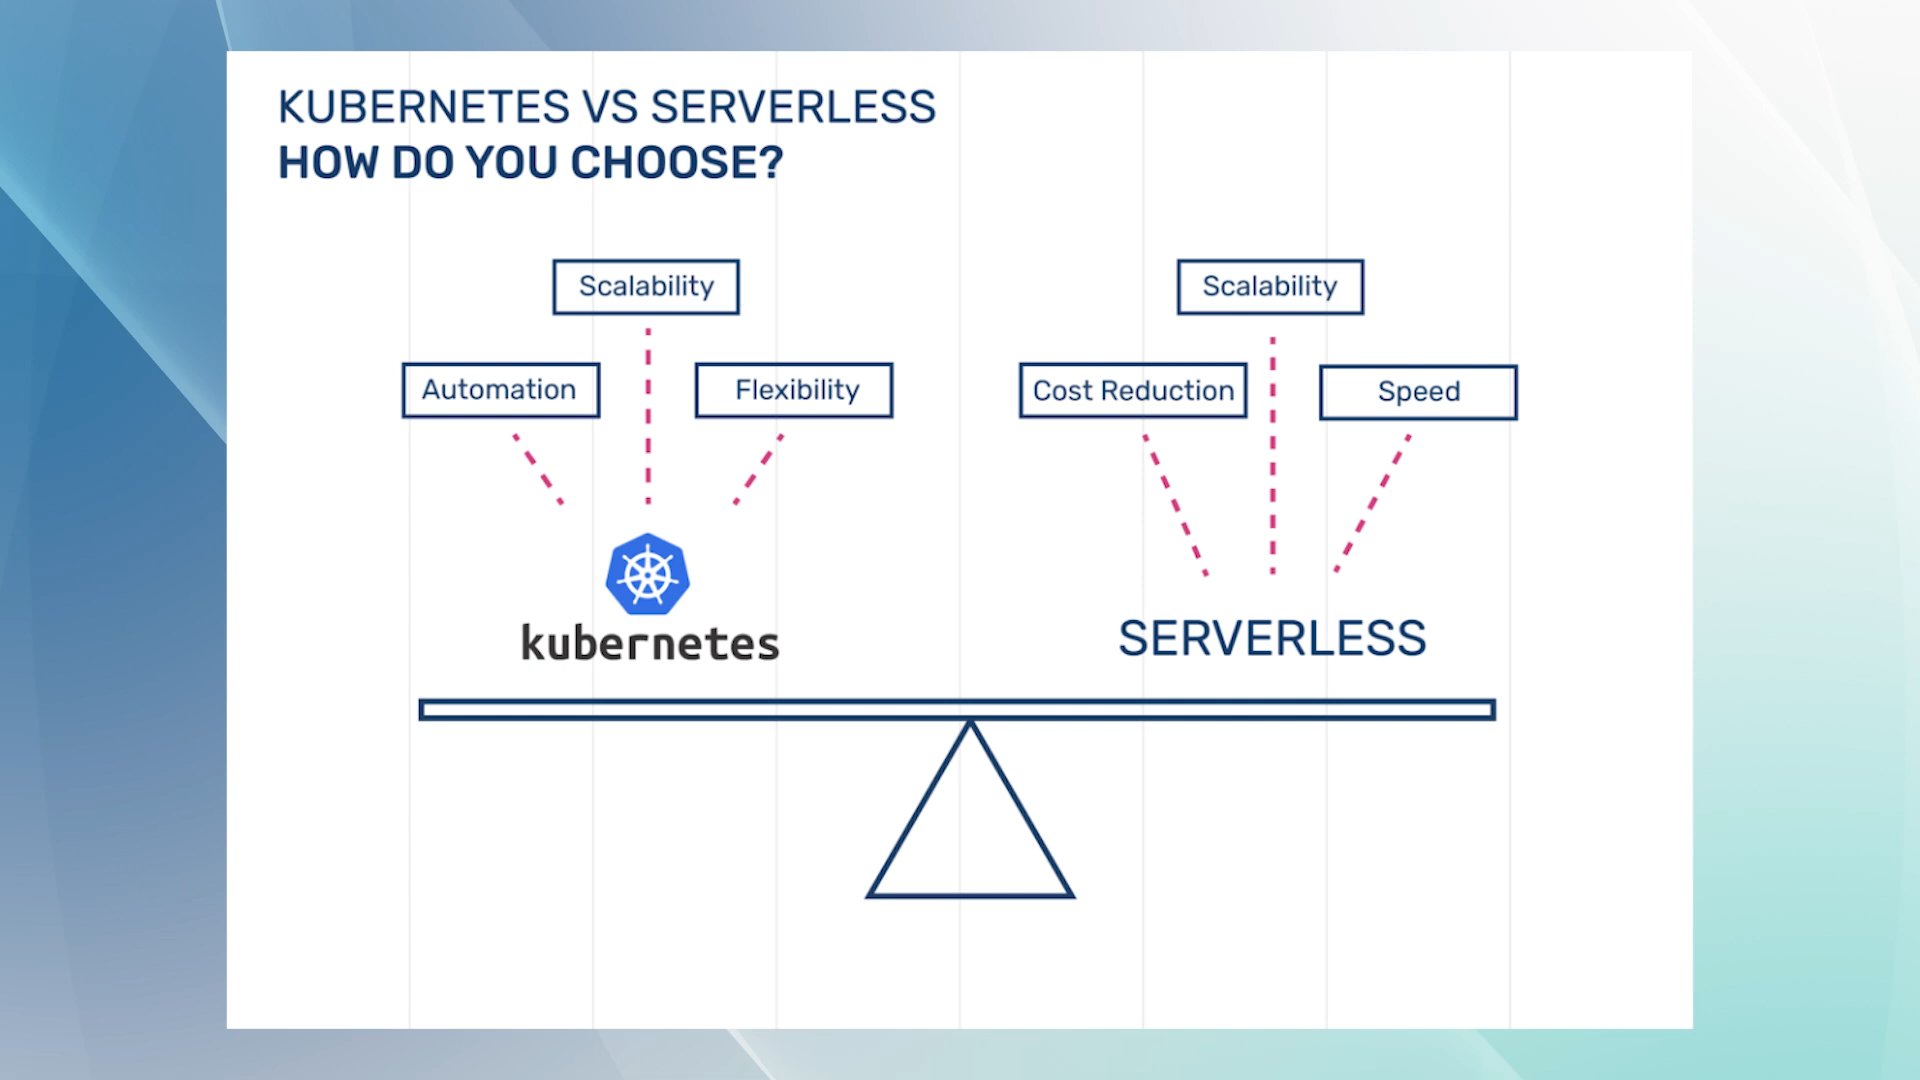 KUBERNETES VS SERVERLESS
HOW DO YOU CHOOSE?
Scalability
Automation
Flexibility
kubernetes
Scalability
Cost Reduction
Speed
SERVERLESS